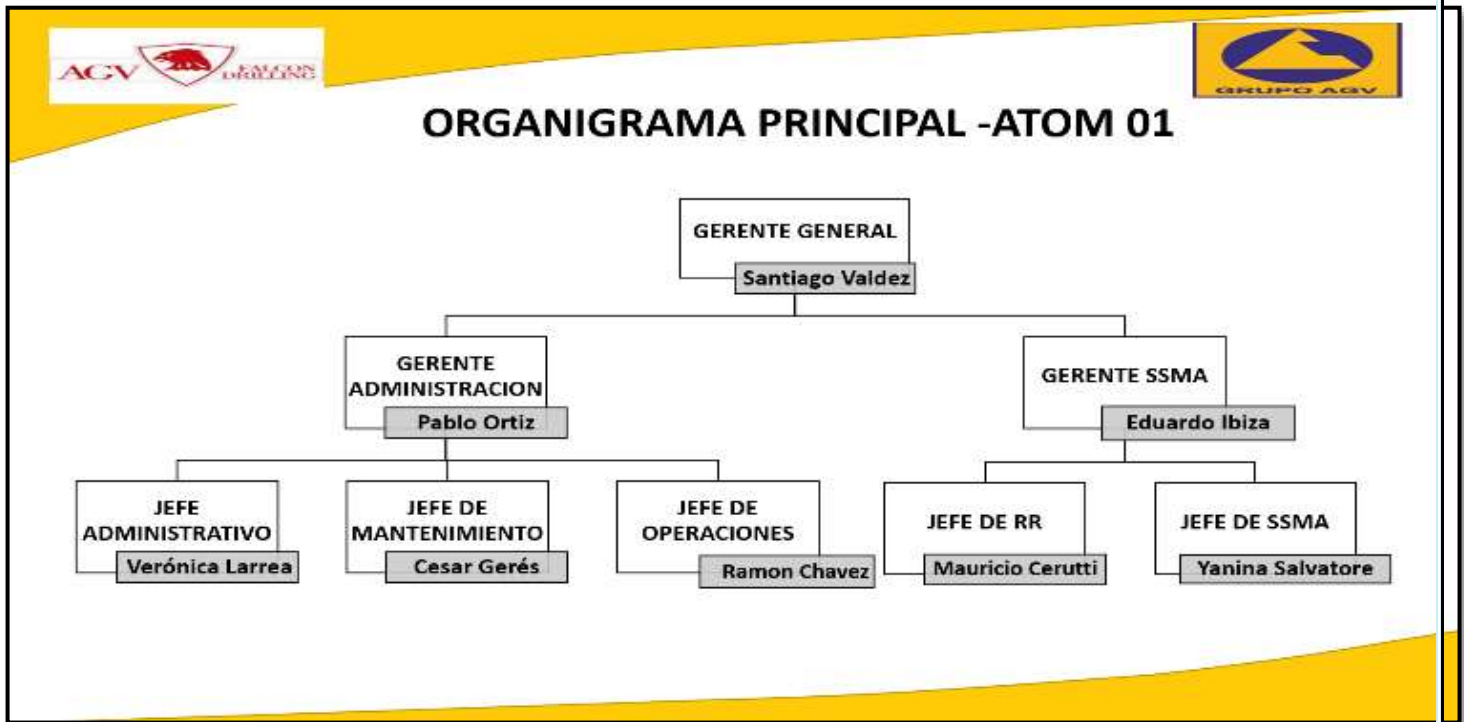 AGV FALCON
DRILLING
GRUPO AGV
ORGANIGRAMA PRINCIPAL -ATOM 01
GERENTE GENERAL
Santiago Valdez
GERENTE
ADMINISTRACION
Pablo Ortiz
GERENTE SSMA
Eduardo Ibiza
JEFE
ADMINISTRATIVO
Verónica Larrea
JEFE DE
MANTENIMIENTO
Cesar Gerés
JEFE DE
OPERACIONES
Ramon Chavez
JEFE DE RR
Mauricio Cerutti
JEFE DE SSMA
Yanina Salvatore